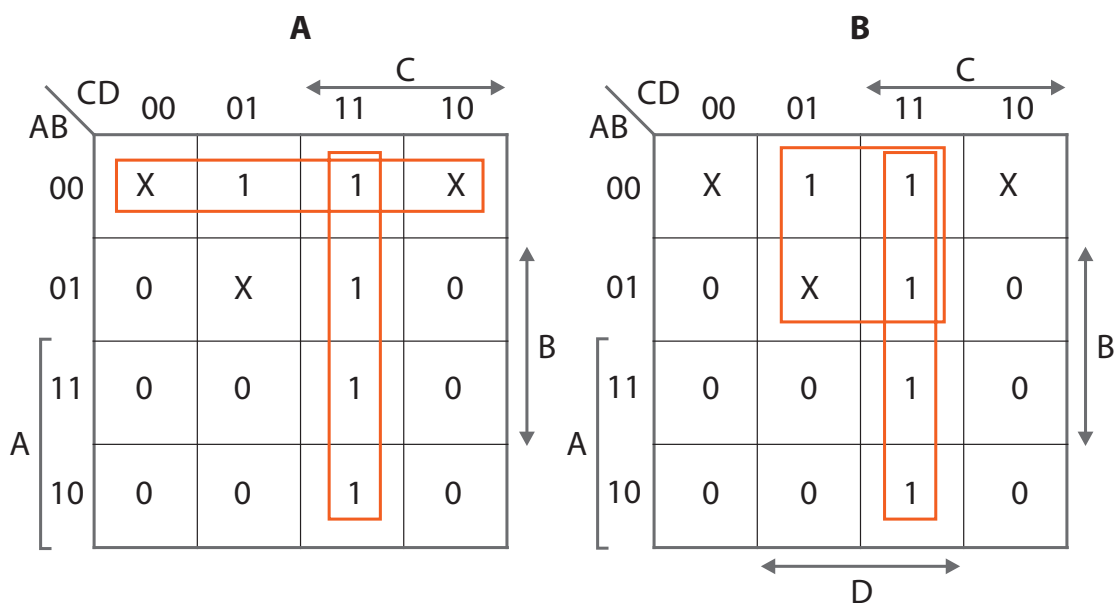 A B
CD C CD C
AB 00 01 11 10 AB 00 01 11 10
00 X 1 1 X 00 X 1 1 X
01 0 X 1 0 01 0 X 1 0
B B
11 0 0 1 0 11 0 0 1 0
A A
10 0 0 1 0 10 0 0 1 0
D